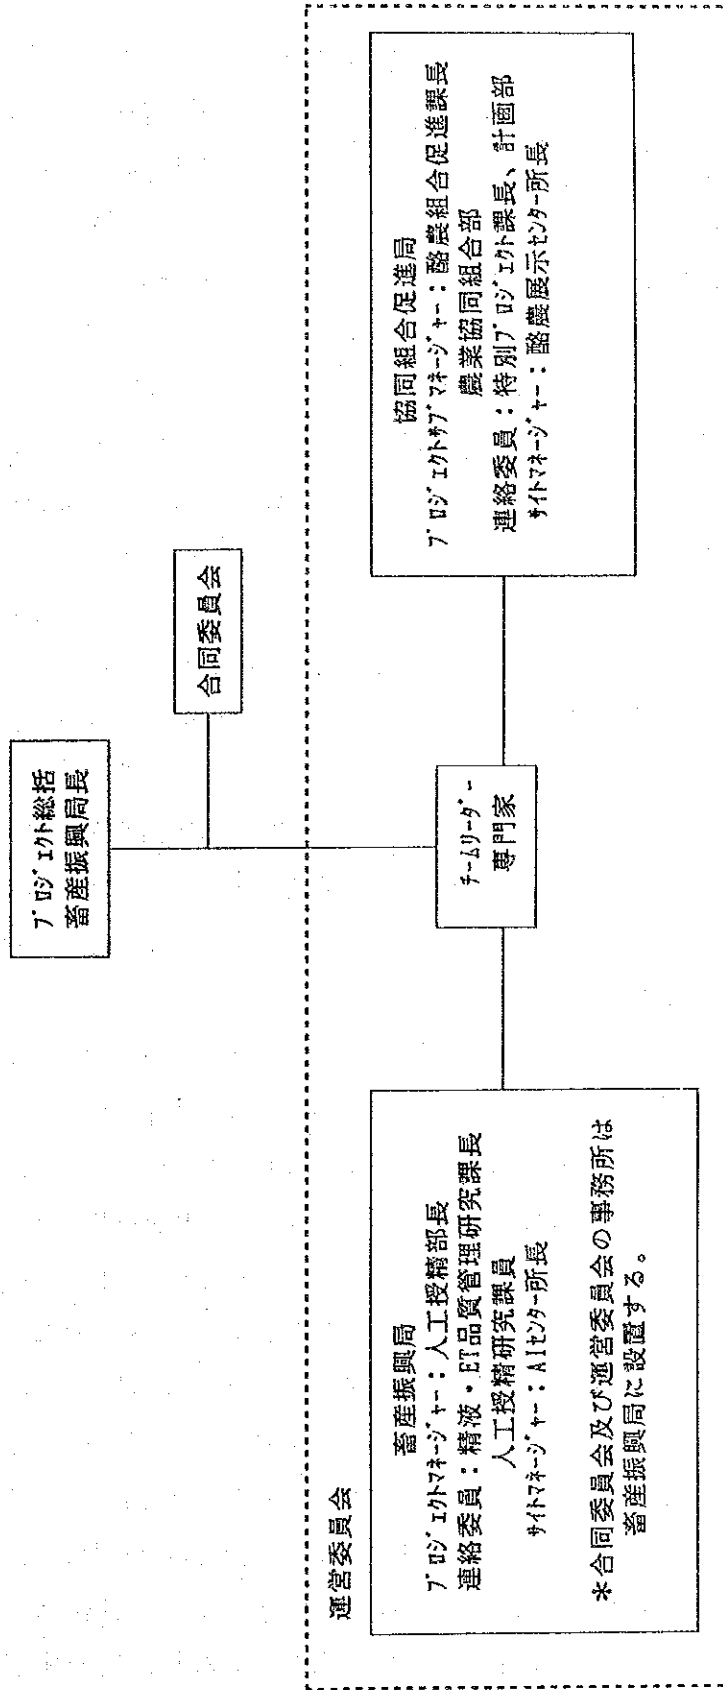 プロジェクト総括
畜産振興局長
合同委員会
運営委員会
畜産振興局
プロジェクトマネージャー：人工授精部長
連絡委員：精液・ET品質管理研究課長
人工授精研究課員
サイトマネージャー：AIセンター所長
＊合同委員会及び運営委員会の事務所は
畜産振興局に設置する。
チームリーダー
専門家
協同組合促進局
プロジェクトサブマネージャー：酪農組合促進課長
農業協同組合部
連絡委員：特別プロジェクト課長、計画部
サイトマネージャー：酪農展示センター所長